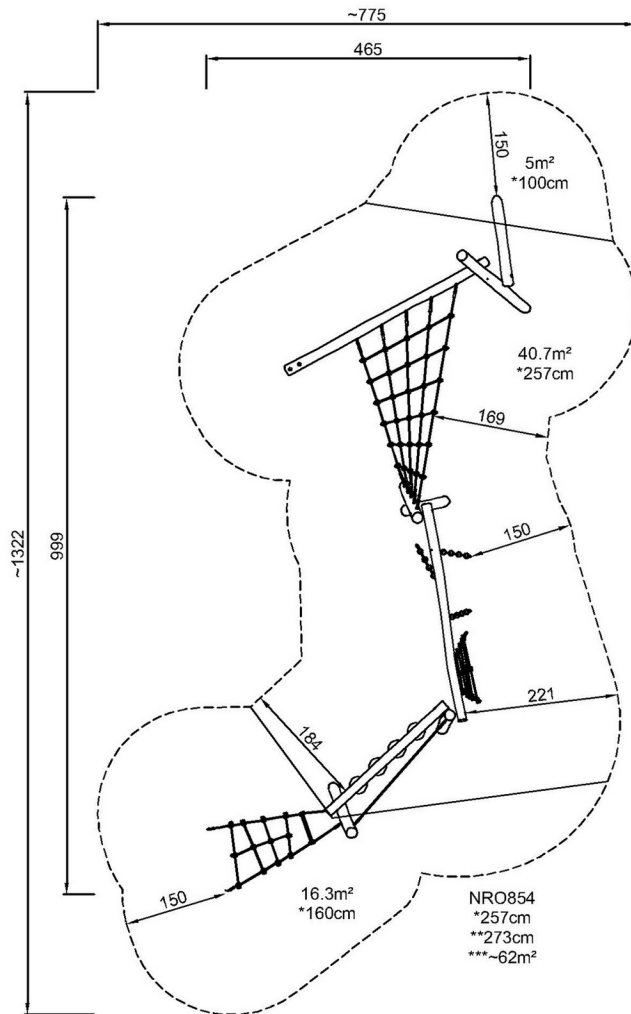 ~775
465
150
5m²
*100cm
~1322
999
40.7m²
*257cm
169
150
221
184
150
16.3m²
*160cm
NRO854
*257cm
**273cm
***~62m²